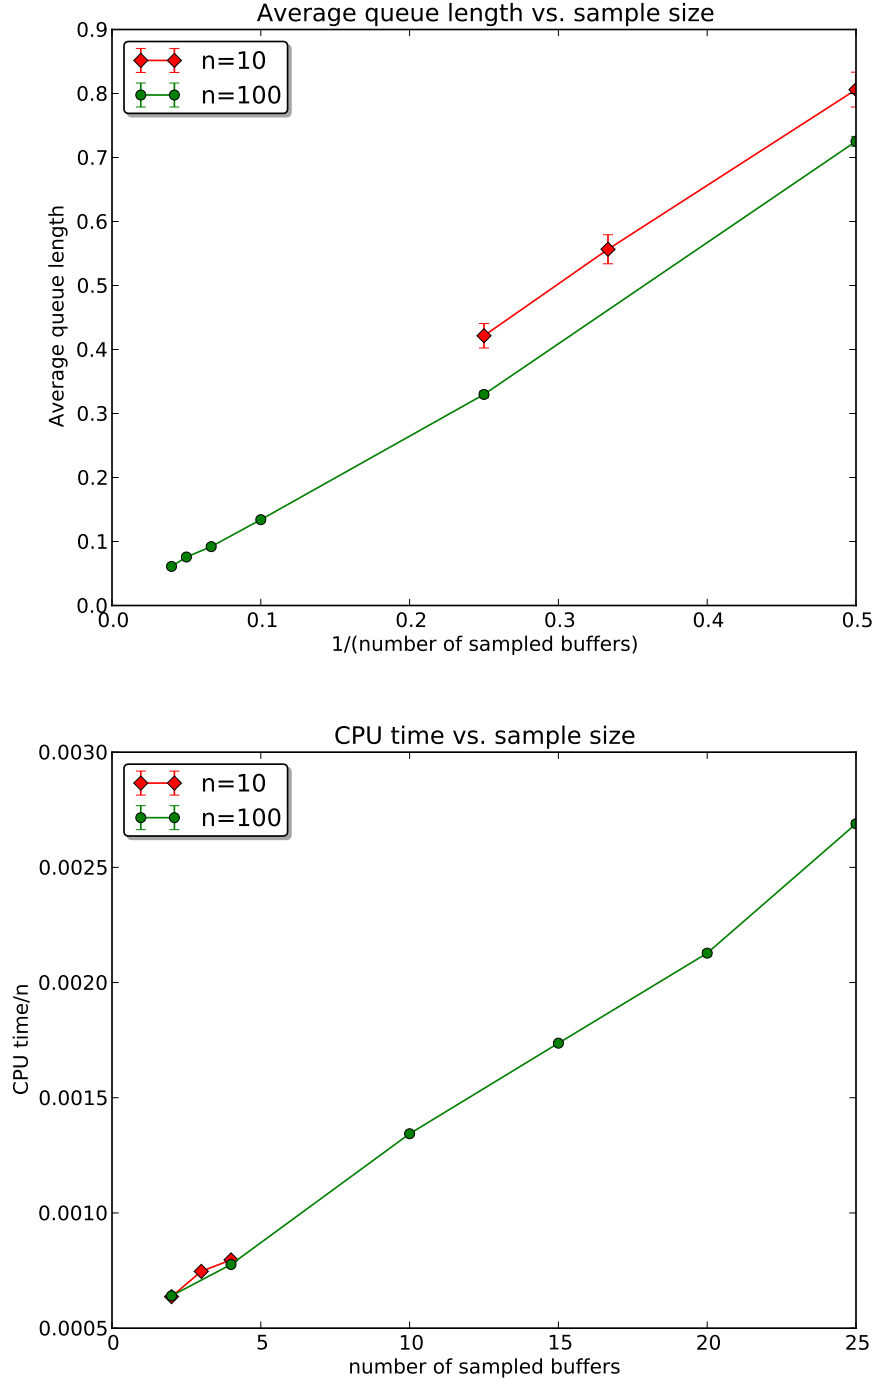 Average queue length vs. sample size
0.9
0.8
0.7
0.6
0.5
0.4
0.3
0.2
0.1
0.0
n=10
n=100
Average queue length
0.0 0.1 0.2 0.3 0.4 0.5
1/(number of sampled buffers)
CPU time vs. sample size
0.0030
0.0025
0.0020
0.0015
0.0010
0.0005
n=10
n=100
CPU time/n
0 5 10 15 20 25
number of sampled buffers